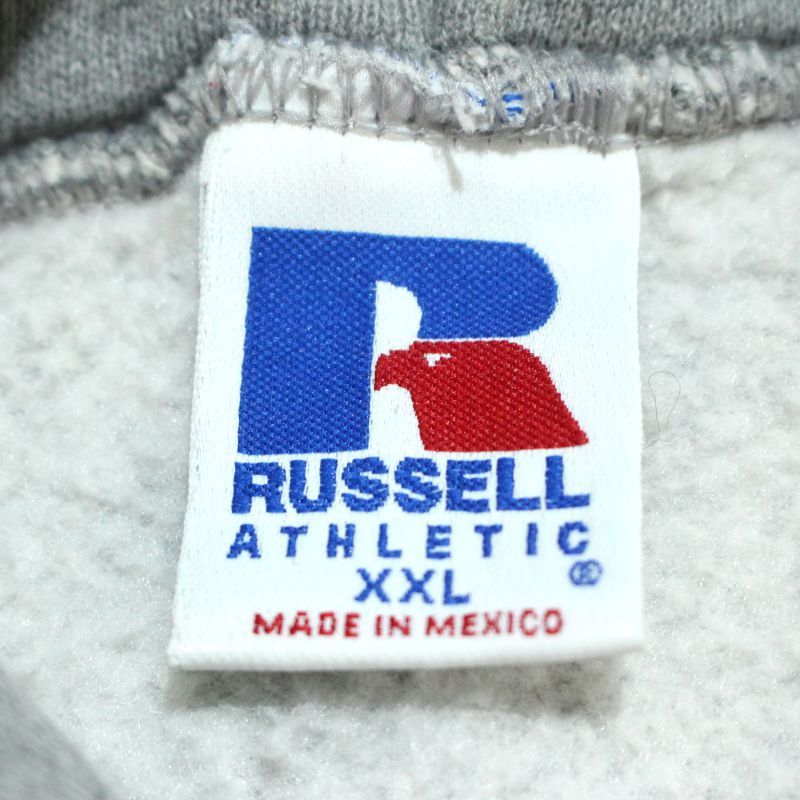 R
RUSSELL
ATHLETIC ®
XXL
MADE IN MEXICO